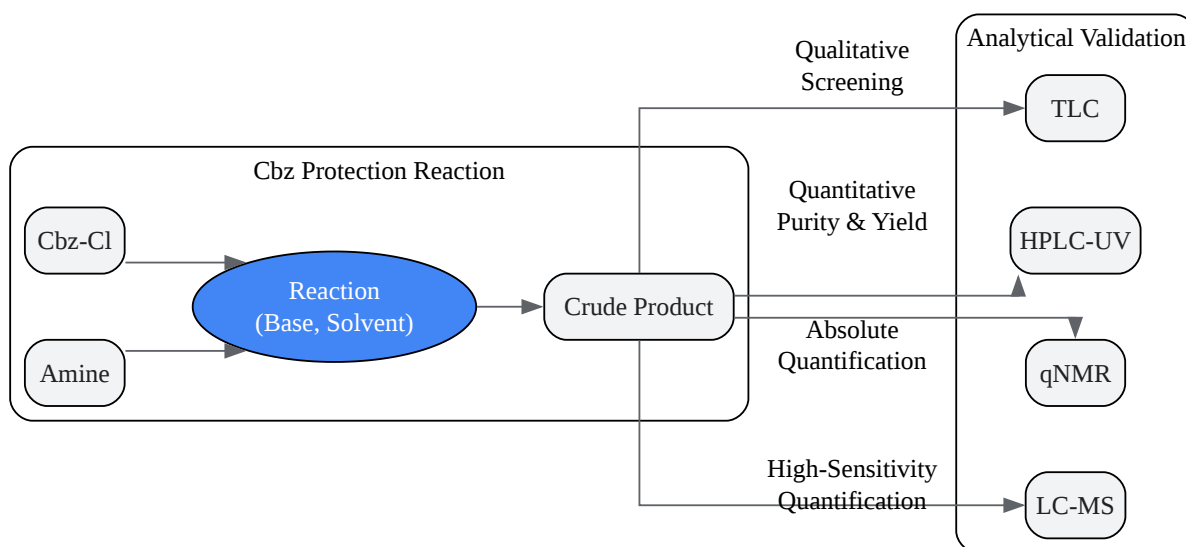 Cbz Protection Reaction
Cbz-Cl
Amine
Reaction
(Base, Solvent)
Crude Product
Qualitative
Screening
Quantitative
Purity & Yield
Absolute
Quantification
High-Sensitivity
Quantification
Analytical Validation
TLC
HPLC-UV
qNMR
LC-MS